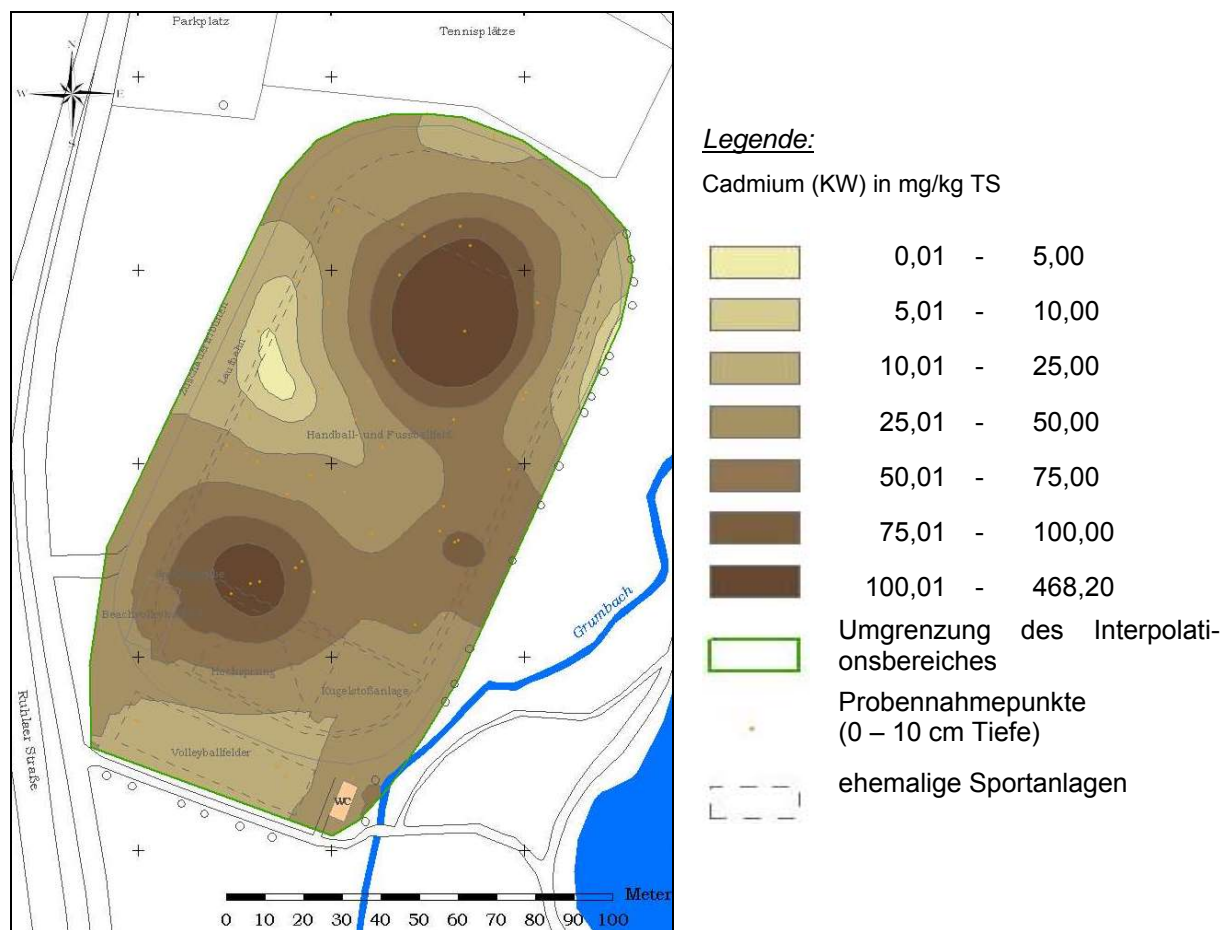 Parkplatz
Tennisplätze
N
W
E
S
Laufbahn
Handball- und Fussballfeld
Hochsprung
Kugelstoßanlage
Volleyballfelder
WC
Grumbach
Ruhlaer Straße
Meter
0 10 20 30 40 50 60 70 80 90 100
Legende:
Cadmium (KW) in mg/kg TS
0,01 - 5,00
5,01 - 10,00
10,01 - 25,00
25,01 - 50,00
50,01 - 75,00
75,01 - 100,00
100,01 - 468,20
Umgrenzung des Interpolati-
onsbereiches
Probennahmepunkte
(0 – 10 cm Tiefe)
ehemalige Sportanlagen